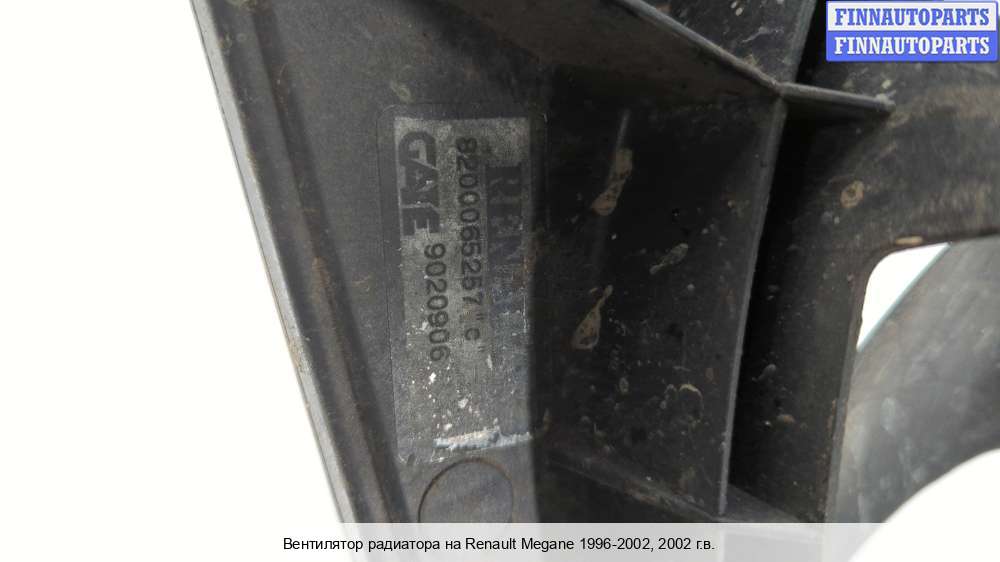 FINNAUTOPARTS
FINNAUTOPARTS
8200065257 "c"
GATE 9020906
Вентилятор радиатора на Renault Megane 1996-2002, 2002 г.в.